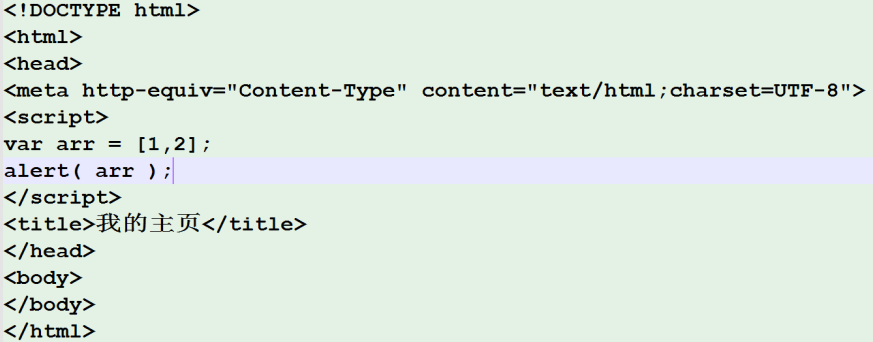 <!DOCTYPE html>
<html>
<head>
<meta http-equiv="Content-Type" content="text/html;charset=UTF-8">
<script>
var arr = [1,2];
alert( arr );
</script>
<title>我的主页</title>
</head>
<body>
</body>
</html>